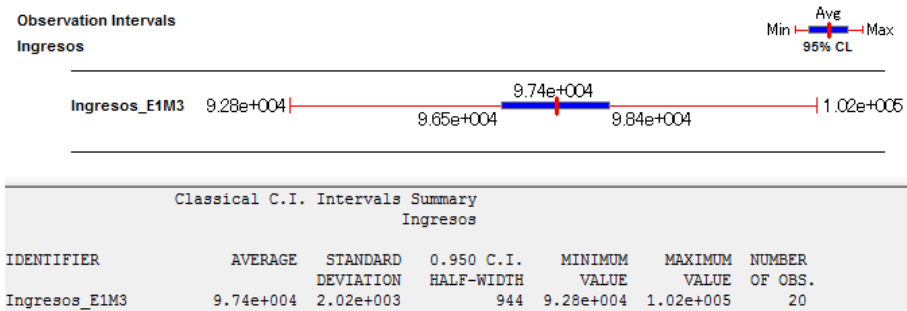 Observation Intervals
Ingresos
Avg
Min
Max
95% CL
9.74e+004
Ingresos_E1M3 9.28e+004 1.02e+005
9.65e+004 9.84e+004
Classical C.I. Intervals Summary
Ingresos
IDENTIFIER AVERAGE STANDARD 0.950 C.I. MINIMUM MAXIMUM NUMBER
DEVIATION HALF-WIDTH VALUE VALUE OF OBS.
Ingresos_E1M3 9.74e+004 2.02e+003 944 9.28e+004 1.02e+005 20